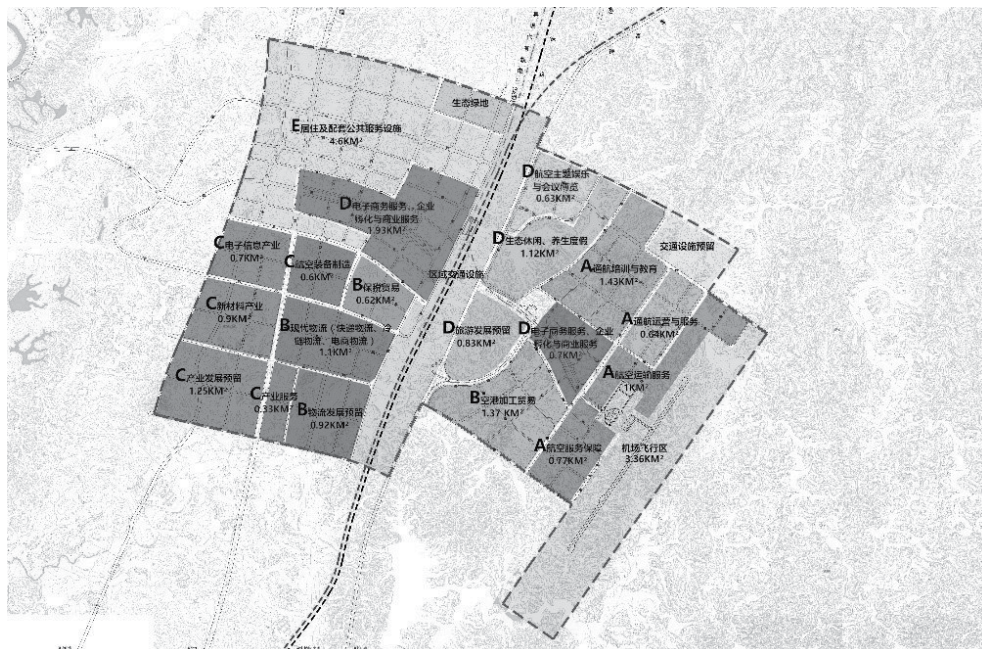 生态绿地
E居住及配套公共服务设施
4.6KM²
D航空主题娱乐
与会议博览
0.63KM²
D电子商务服务、企业
孵化与商业服务
1.93KM²
D生态休闲、养生度假
1.12KM²
交通设施预留
C电子信息产业
0.7KM²
C航空装备制造
0.6KM²
B保税贸易
0.62KM²
区域交通设施
A通航培训与教育
1.43KM²
C新材料产业
0.9KM²
B现代物流（快递物流、冷
链物流、电商物流）
1.1KM²
D旅游发展预留
0.83KM²
D电子商务服务、企业
孵化与商业服务
0.7KM²
A通航运营与服务
0.64KM²
A航空运输服务
1KM²
C产业发展预留
1.25KM²
C产业服务
0.33KM²
B物流发展预留
0.92KM²
B空港加工贸易
1.37 KM²
A航空服务保障
0.77KM²
机场飞行区
3.36KM²